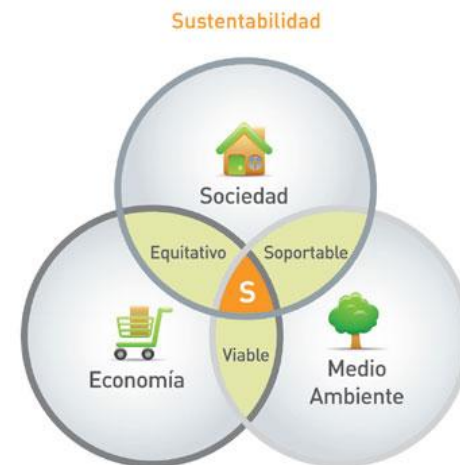 Sustentabilidad
Sociedad
Equitativo
Soportable
S
Viable
Economía
Medio
Ambiente